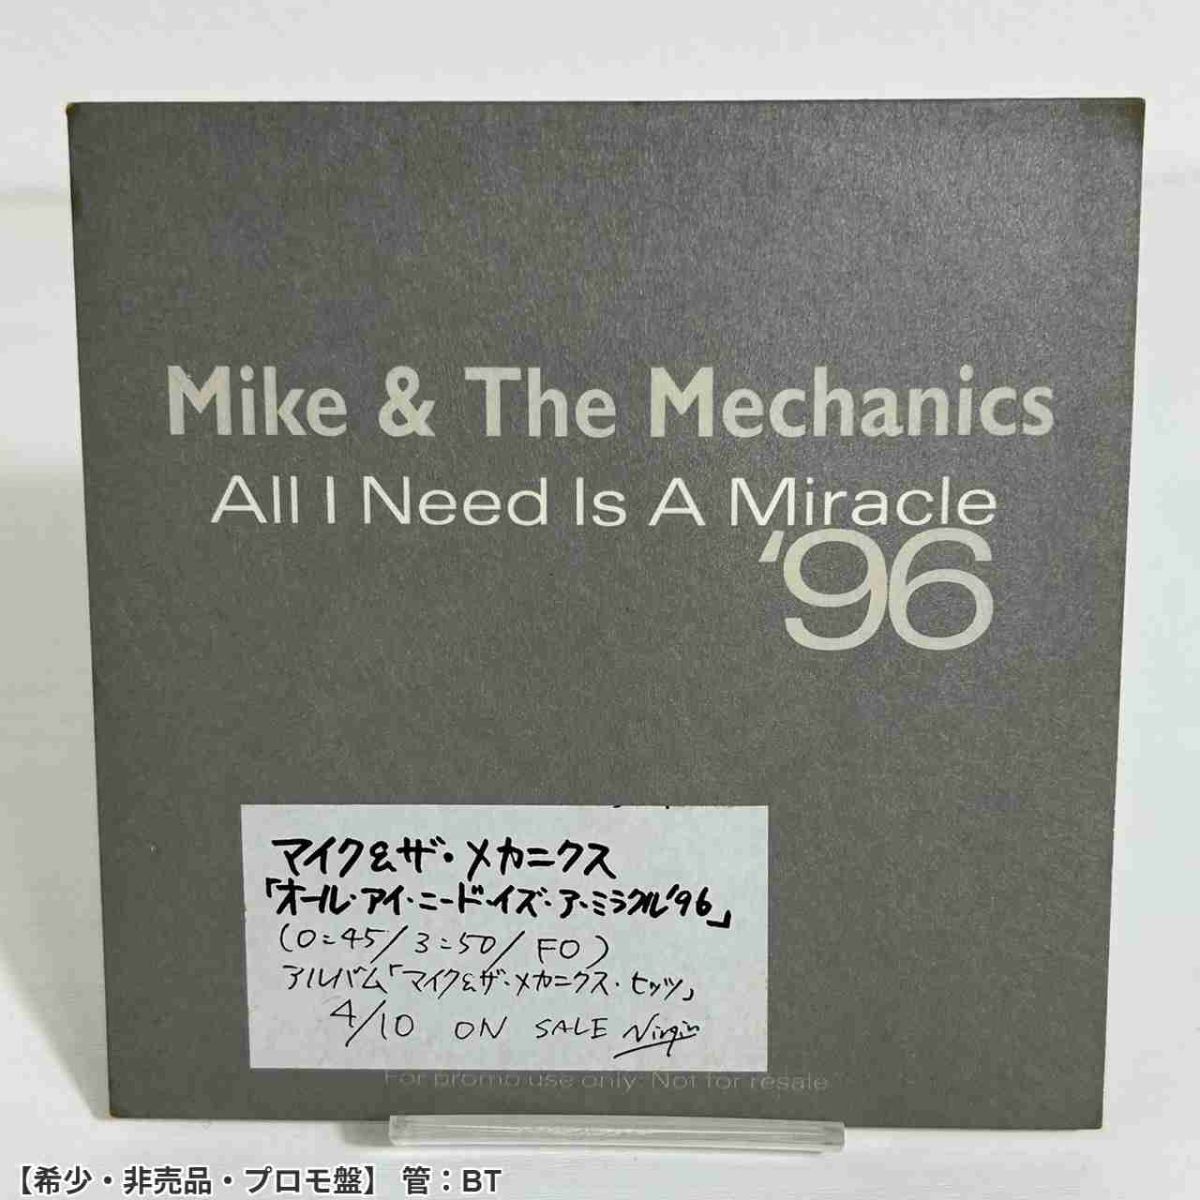 Mike & The Mechanics
All I Need Is A Miracle
'96
マイク&ザ・メカニクス
「オール・アイ・ニード・イズ・ア・ミラクル'96」
(0=45/3=50/FO)
アルバム「マイク&ザ・メカニクス・ヒッツ」
4/10 ON SALE Virgin
For promo use only. Not for resale
【希少・非売品・プロモ盤】 管:BT